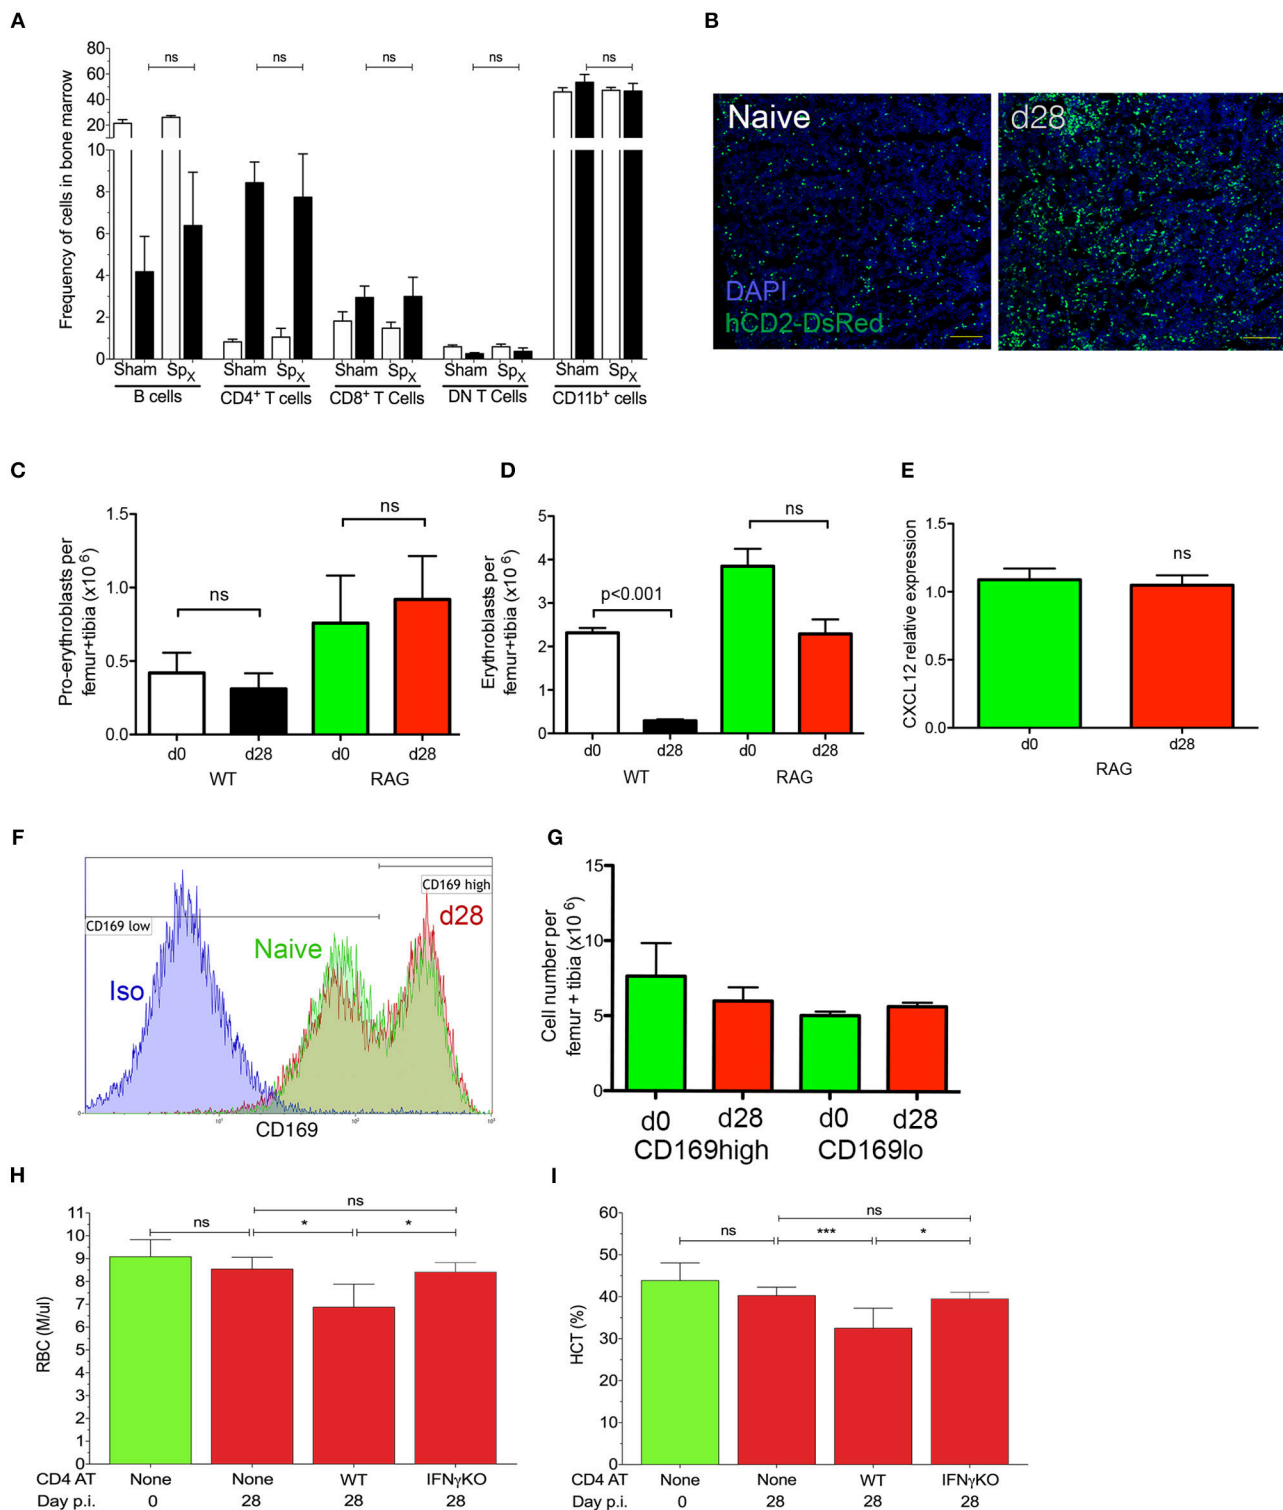 A
Frequency of cells in bone marrow
80
60
40
20
10
8
6
4
2
0
ns
ns
ns
ns
ns
Sham SpX Sham SpX Sham SpX Sham SpX Sham SpX
B cells CD4+ T cells CD8+ T Cells DN T Cells CD11b+ cells
B
Naive
DAPI
hCD2-DsRed
d28
C
Pro-erythroblasts per
femur+tibia (x10 6)
1.5
1.0
0.5
0.0
ns
ns
d0 d28 d0 d28
WT RAG
D
Erythroblasts per
femur+tibia (x10 6)
5
4
3
2
1
0
p<0.001
ns
d0 d28 d0 d28
WT RAG
E
CXCL12 relative expression
1.5
1.0
0.5
0.0
ns
d0 d28
RAG
F
CD169 high
CD169 low
d28
Naive
Iso
0 10¹ 10² 10³
CD169
G
Cell number per
femur + tibia (x10 6)
15
10
5
0
d0 d28 d0 d28
CD169high CD169lo
H
RBC (M/ul)
11
10
9
8
7
6
5
4
3
2
1
0
ns
ns * *
CD4 AT None None WT IFNγKO
Day p.i. 0 28 28 28
I
HCT (%)
60
50
40
30
20
10
0
ns
ns *** *
CD4 AT None None WT IFNγKO
Day p.i. 0 28 28 28